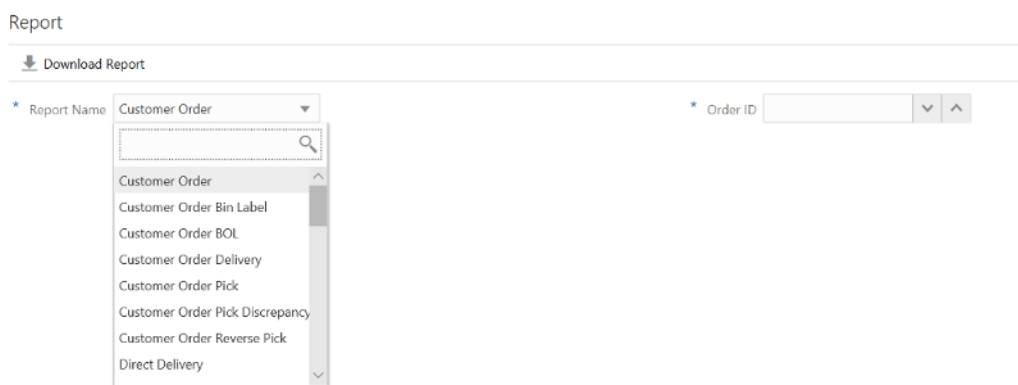 Report
Download Report
* Report Name Customer Order * Order ID
Customer Order
Customer Order Bin Label
Customer Order BOL
Customer Order Delivery
Customer Order Pick
Customer Order Pick Discrepancy
Customer Order Reverse Pick
Direct Delivery